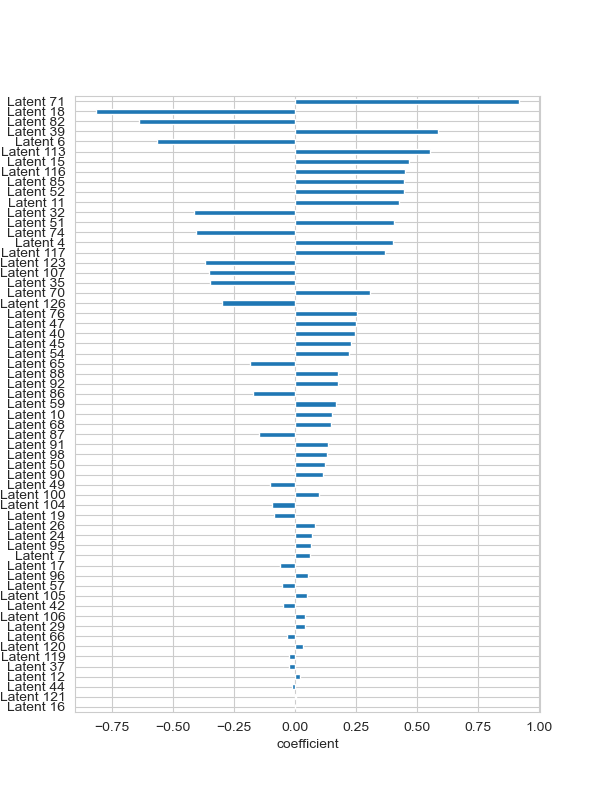 Latent 71
Latent 18
Latent 82
Latent 39
Latent 6
Latent 113
Latent 15
Latent 116
Latent 85
Latent 52
Latent 11
Latent 32
Latent 51
Latent 74
Latent 4
Latent 117
Latent 123
Latent 107
Latent 35
Latent 70
Latent 126
Latent 76
Latent 47
Latent 40
Latent 45
Latent 54
Latent 65
Latent 88
Latent 92
Latent 86
Latent 59
Latent 10
Latent 68
Latent 87
Latent 91
Latent 98
Latent 50
Latent 90
Latent 49
Latent 100
Latent 104
Latent 19
Latent 26
Latent 24
Latent 95
Latent 7
Latent 17
Latent 96
Latent 57
Latent 105
Latent 42
Latent 106
Latent 29
Latent 66
Latent 120
Latent 119
Latent 37
Latent 12
Latent 44
Latent 121
Latent 16
−0.75 −0.50 −0.25 0.00 0.25 0.50 0.75 1.00
coefficient